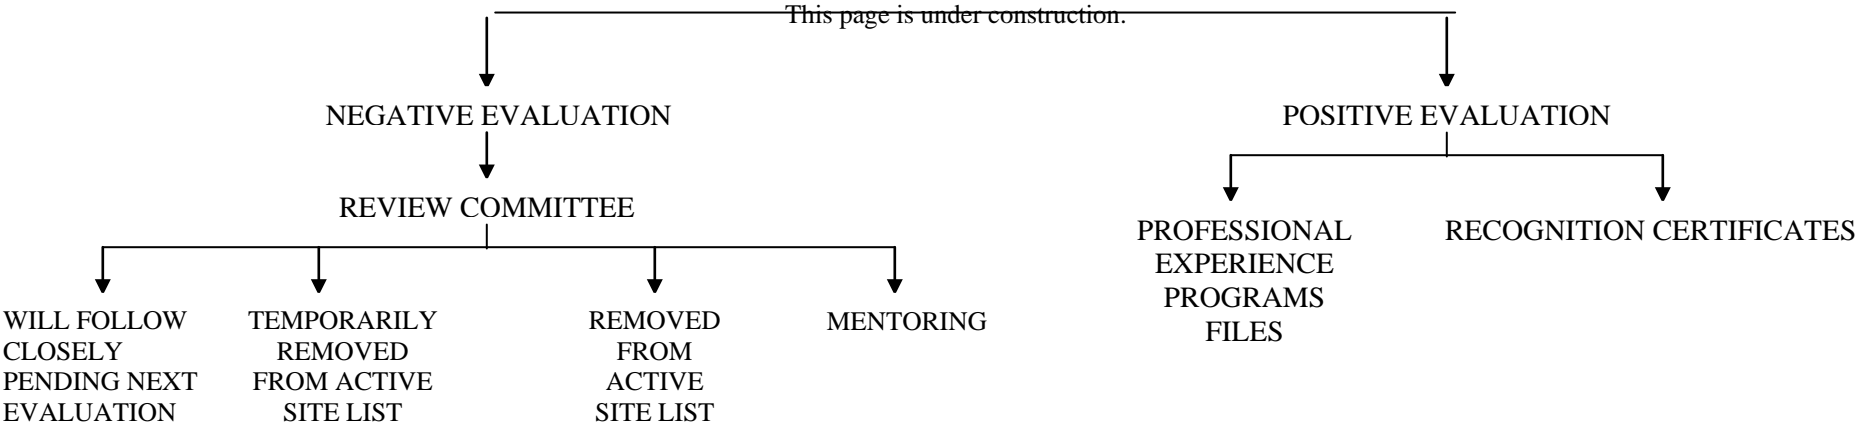 This page is under construction.
NEGATIVE EVALUATION
POSITIVE EVALUATION
REVIEW COMMITTEE
PROFESSIONAL
EXPERIENCE
PROGRAMS
FILES
RECOGNITION CERTIFICATES
WILL FOLLOW
CLOSELY
PENDING NEXT
EVALUATION
TEMPORARILY
REMOVED
FROM ACTIVE
SITE LIST
REMOVED
FROM
ACTIVE
SITE LIST
MENTORING